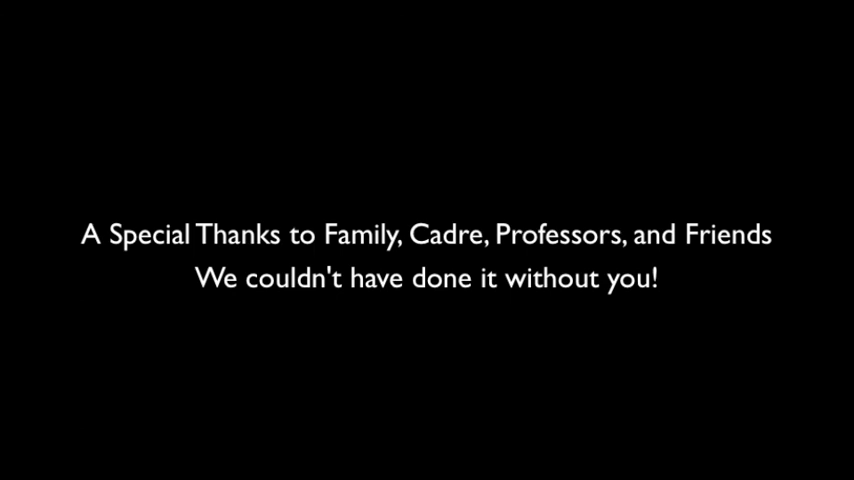 A Special Thanks to Family, Cadre, Professors, and Friends
We couldn't have done it without you!